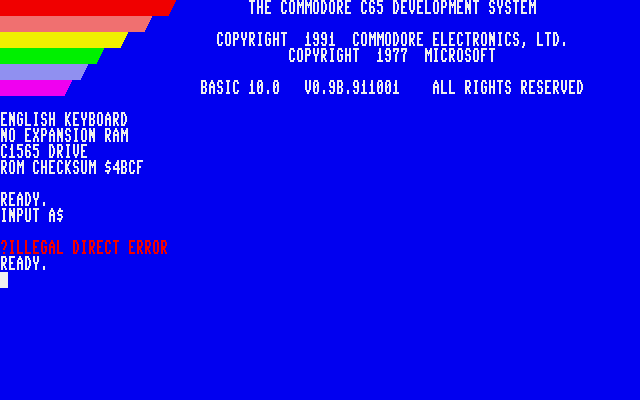 THE COMMODORE C65 DEVELOPMENT SYSTEM
COPYRIGHT  1991  COMMODORE ELECTRONICS, LTD.
COPYRIGHT  1977  MICROSOFT
BASIC 10.0   V0.9B.911001    ALL RIGHTS RESERVED
ENGLISH KEYBOARD
NO EXPANSION RAM
C1565 DRIVE
ROM CHECKSUM $4BCF
READY.
INPUT A$
?ILLEGAL DIRECT ERROR
READY.